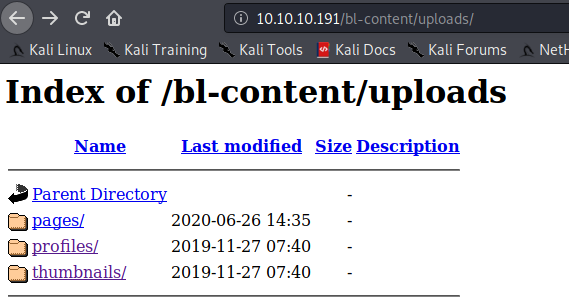 10.10.10.191/bl-content/uploads/
Kali Linux Kali Training Kali Tools Kali Docs Kali Forums NetH
Index of /bl-content/uploads
Name Last modified Size Description
Parent Directory -
pages/ 2020-06-26 14:35 -
profiles/ 2019-11-27 07:40 -
thumbnails/ 2019-11-27 07:40 -